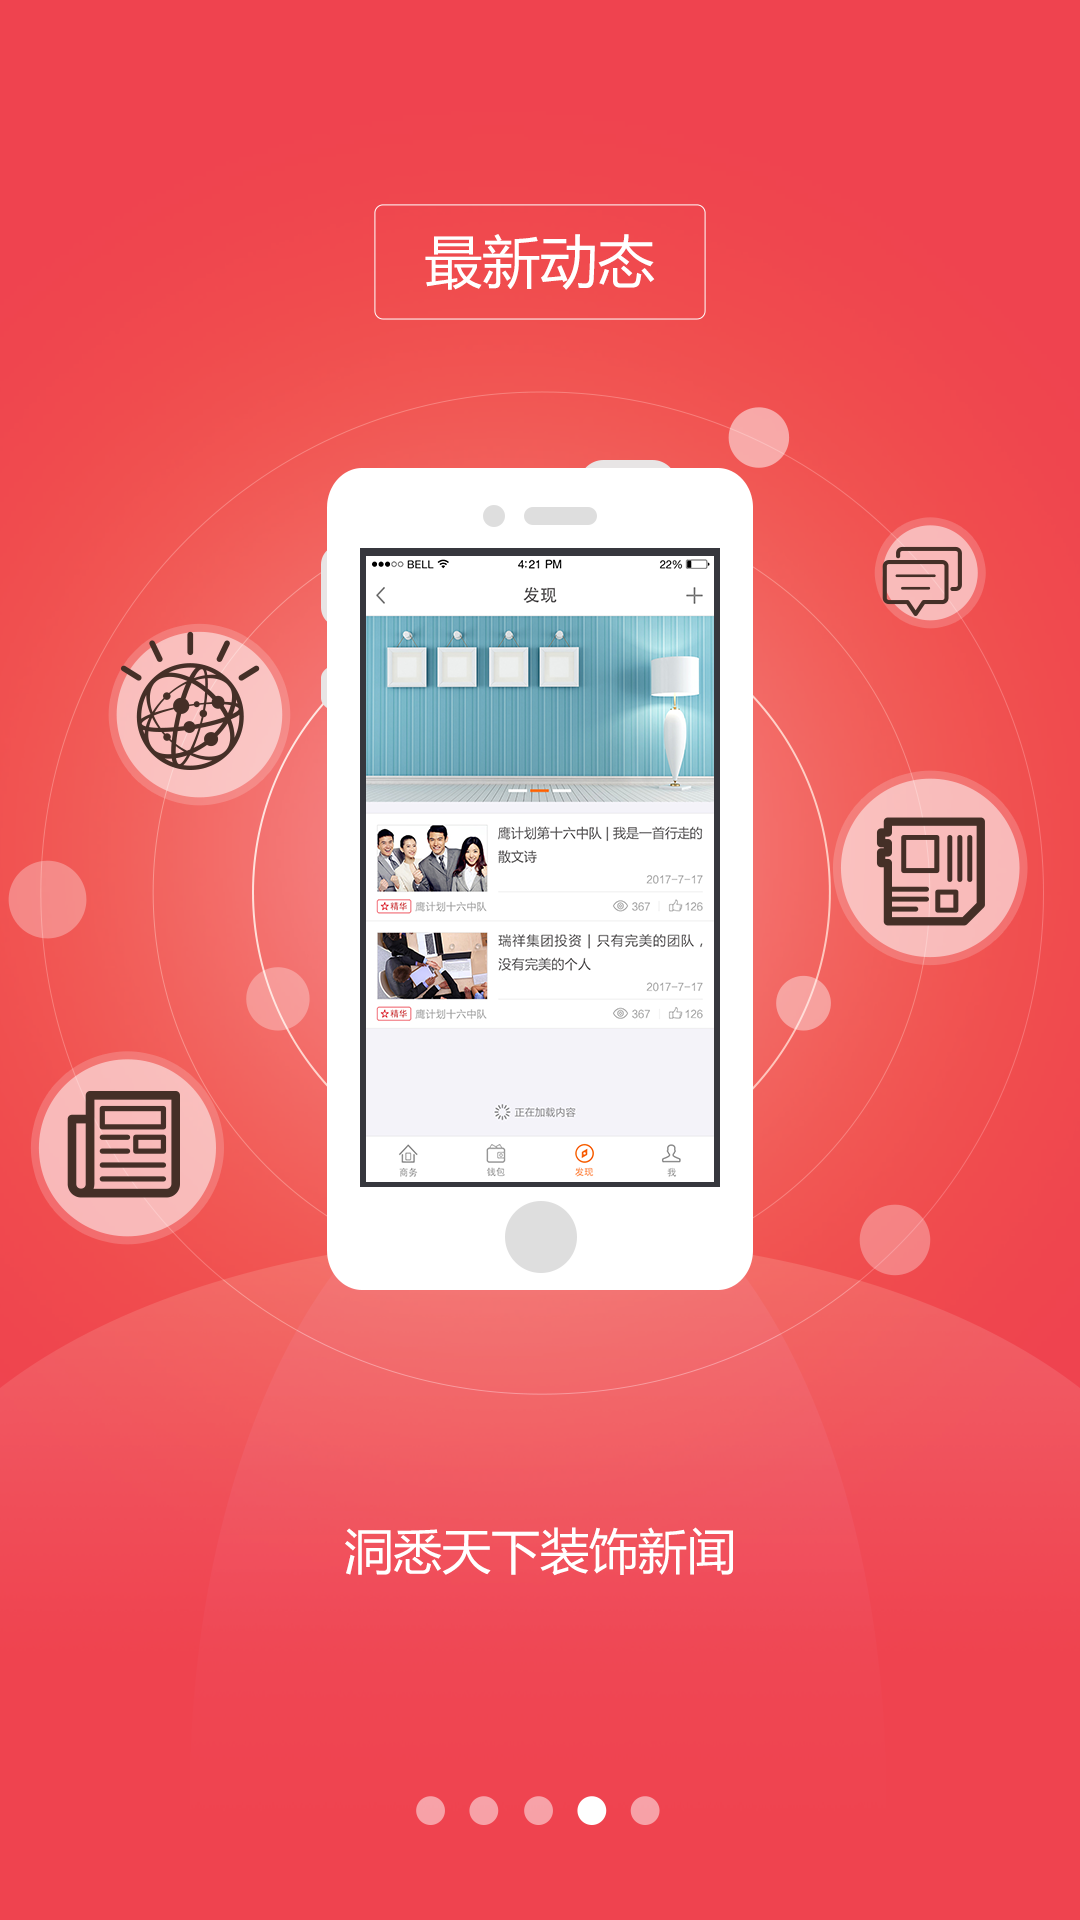 最新动态
BELL 4:21 PM 22%
发现
鹰计划第十六中队 | 我是一首行走的
散文诗
2017-7-17
精华 鹰计划十六中队 367 126
瑞祥集团投资 | 只有完美的团队，
没有完美的个人
2017-7-17
精华 鹰计划十六中队 367 126
正在加载内容
商务 钱包 发现 我
洞悉天下装饰新闻